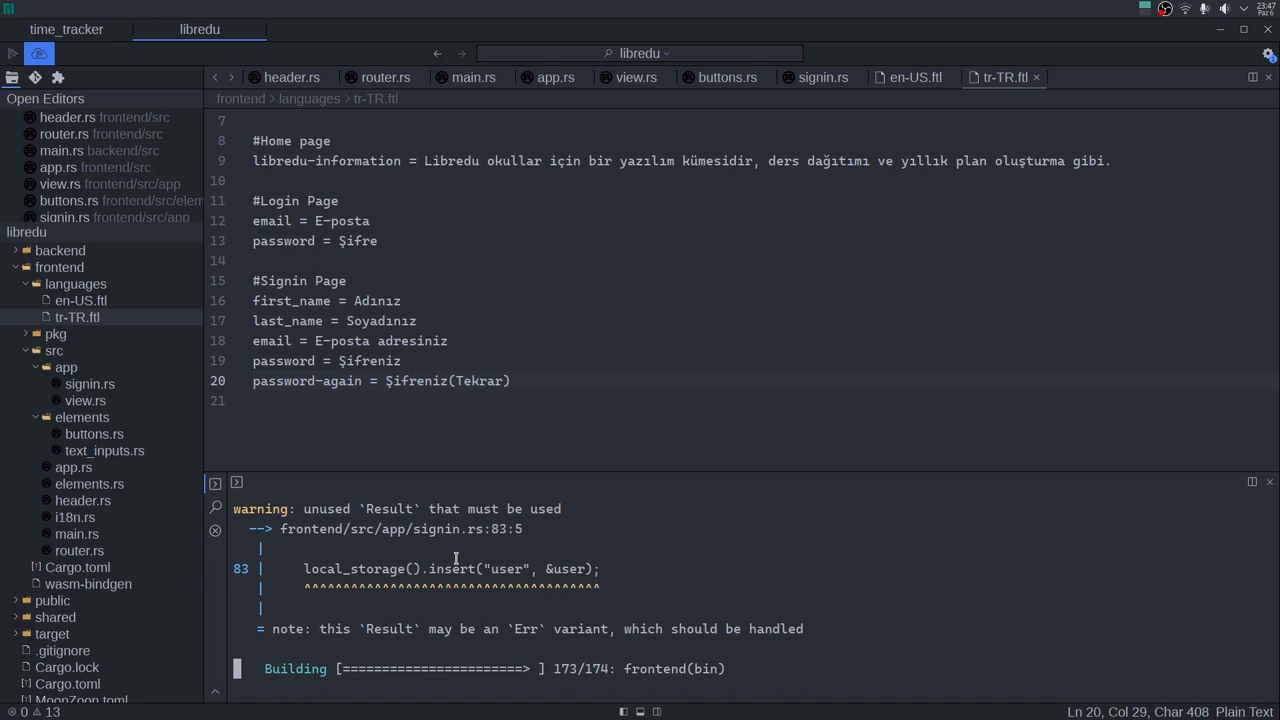 23:47
Paz 6
time_tracker
libredu
libredu
header.rs
router.rs
main.rs
app.rs
view.rs
buttons.rs
signin.rs
en-US.ftl
tr-TR.ftl
Open Editors
header.rs frontend/src
router.rs frontend/src
main.rs backend/src
app.rs frontend/src
view.rs frontend/src/app
buttons.rs frontend/src/elem
signin.rs frontend/src/app
libredu
backend
frontend
languages
en-US.ftl
tr-TR.ftl
pkg
src
app
signin.rs
view.rs
elements
buttons.rs
text_inputs.rs
app.rs
elements.rs
header.rs
i18n.rs
main.rs
router.rs
Cargo.toml
wasm-bindgen
public
shared
target
.gitignore
Cargo.lock
Cargo.toml
MoonZoon.toml
frontend > languages > tr-TR.ftl
7
8 #Home page
9 libredu-information = Libredu okullar için bir yazılım kümesidir, ders dağıtımı ve yıllık plan oluşturma gibi.
10
11 #Login Page
12 email = E-posta
13 password = Şifre
14
15 #Signin Page
16 first_name = Adınız
17 last_name = Soyadınız
18 email = E-posta adresiniz
19 password = Şifreniz
20 password-again = Şifreniz(Tekrar)
21
warning: unused `Result` that must be used
--> frontend/src/app/signin.rs:83:5
|
83 | local_storage().insert("user", &user);
| ^^^^^^^^^^^^^^^^^^^^^^^^^^^^^^^^^^^^^
|
= note: this `Result` may be an `Err` variant, which should be handled
Building [=======================> ] 173/174: frontend(bin)
0 13
Ln 20, Col 29, Char 408 Plain Text